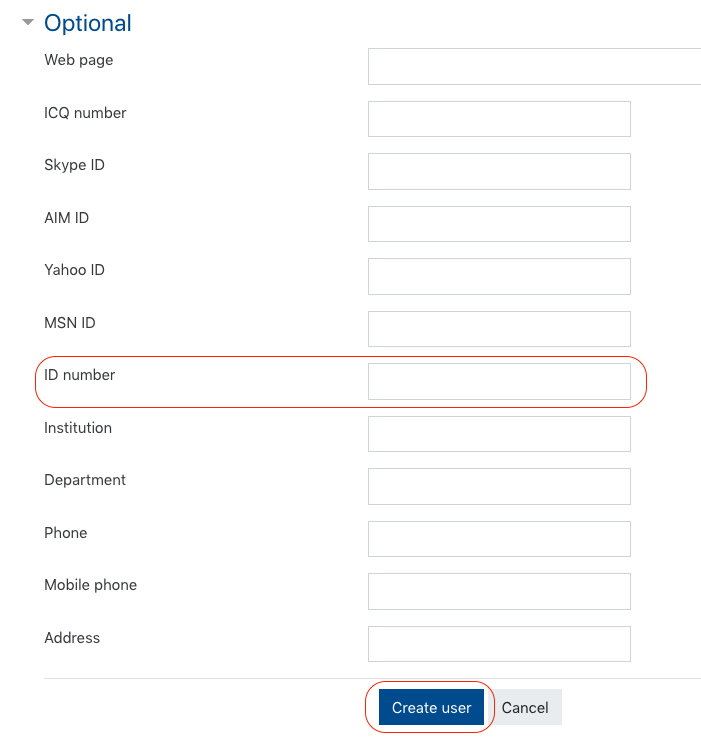 Optional
Web page
ICQ number
Skype ID
AIM ID
Yahoo ID
MSN ID
ID number
Institution
Department
Phone
Mobile phone
Address
Create user Cancel